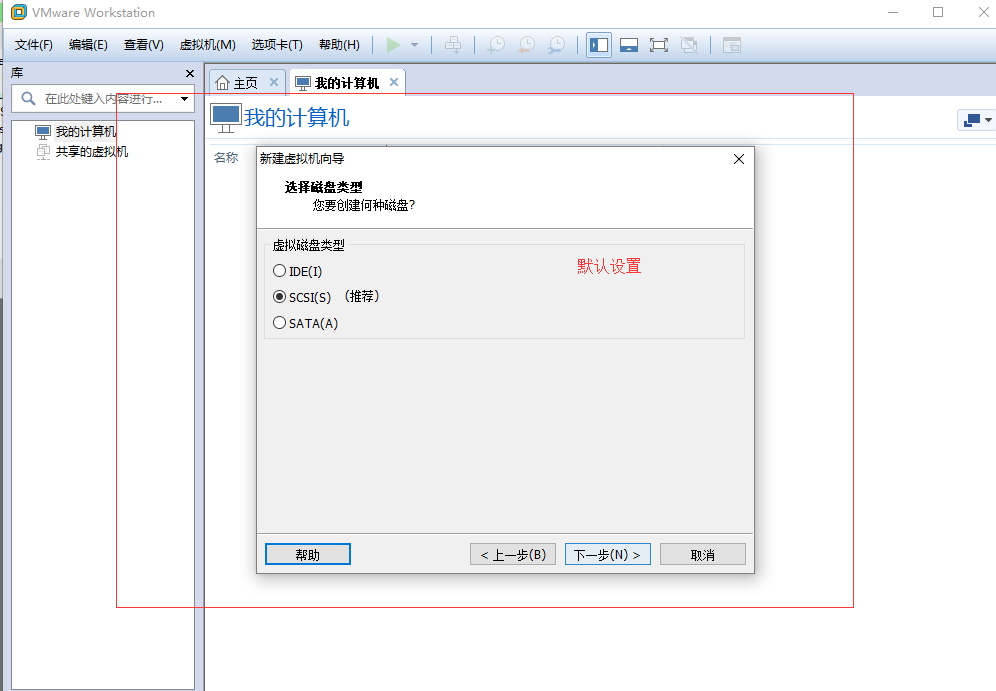 VMware Workstation
文件(F) 编辑(E) 查看(V) 虚拟机(M) 选项卡(T) 帮助(H)
库
在此处键入内容进行...
我的计算机
共享的虚拟机
主页 我的计算机
我的计算机
名称
新建虚拟机向导
选择磁盘类型
您要创建何种磁盘?
虚拟磁盘类型
IDE(I)
SCSI(S) （推荐）
SATA(A)
默认设置
帮助 < 上一步(B) 下一步(N) > 取消